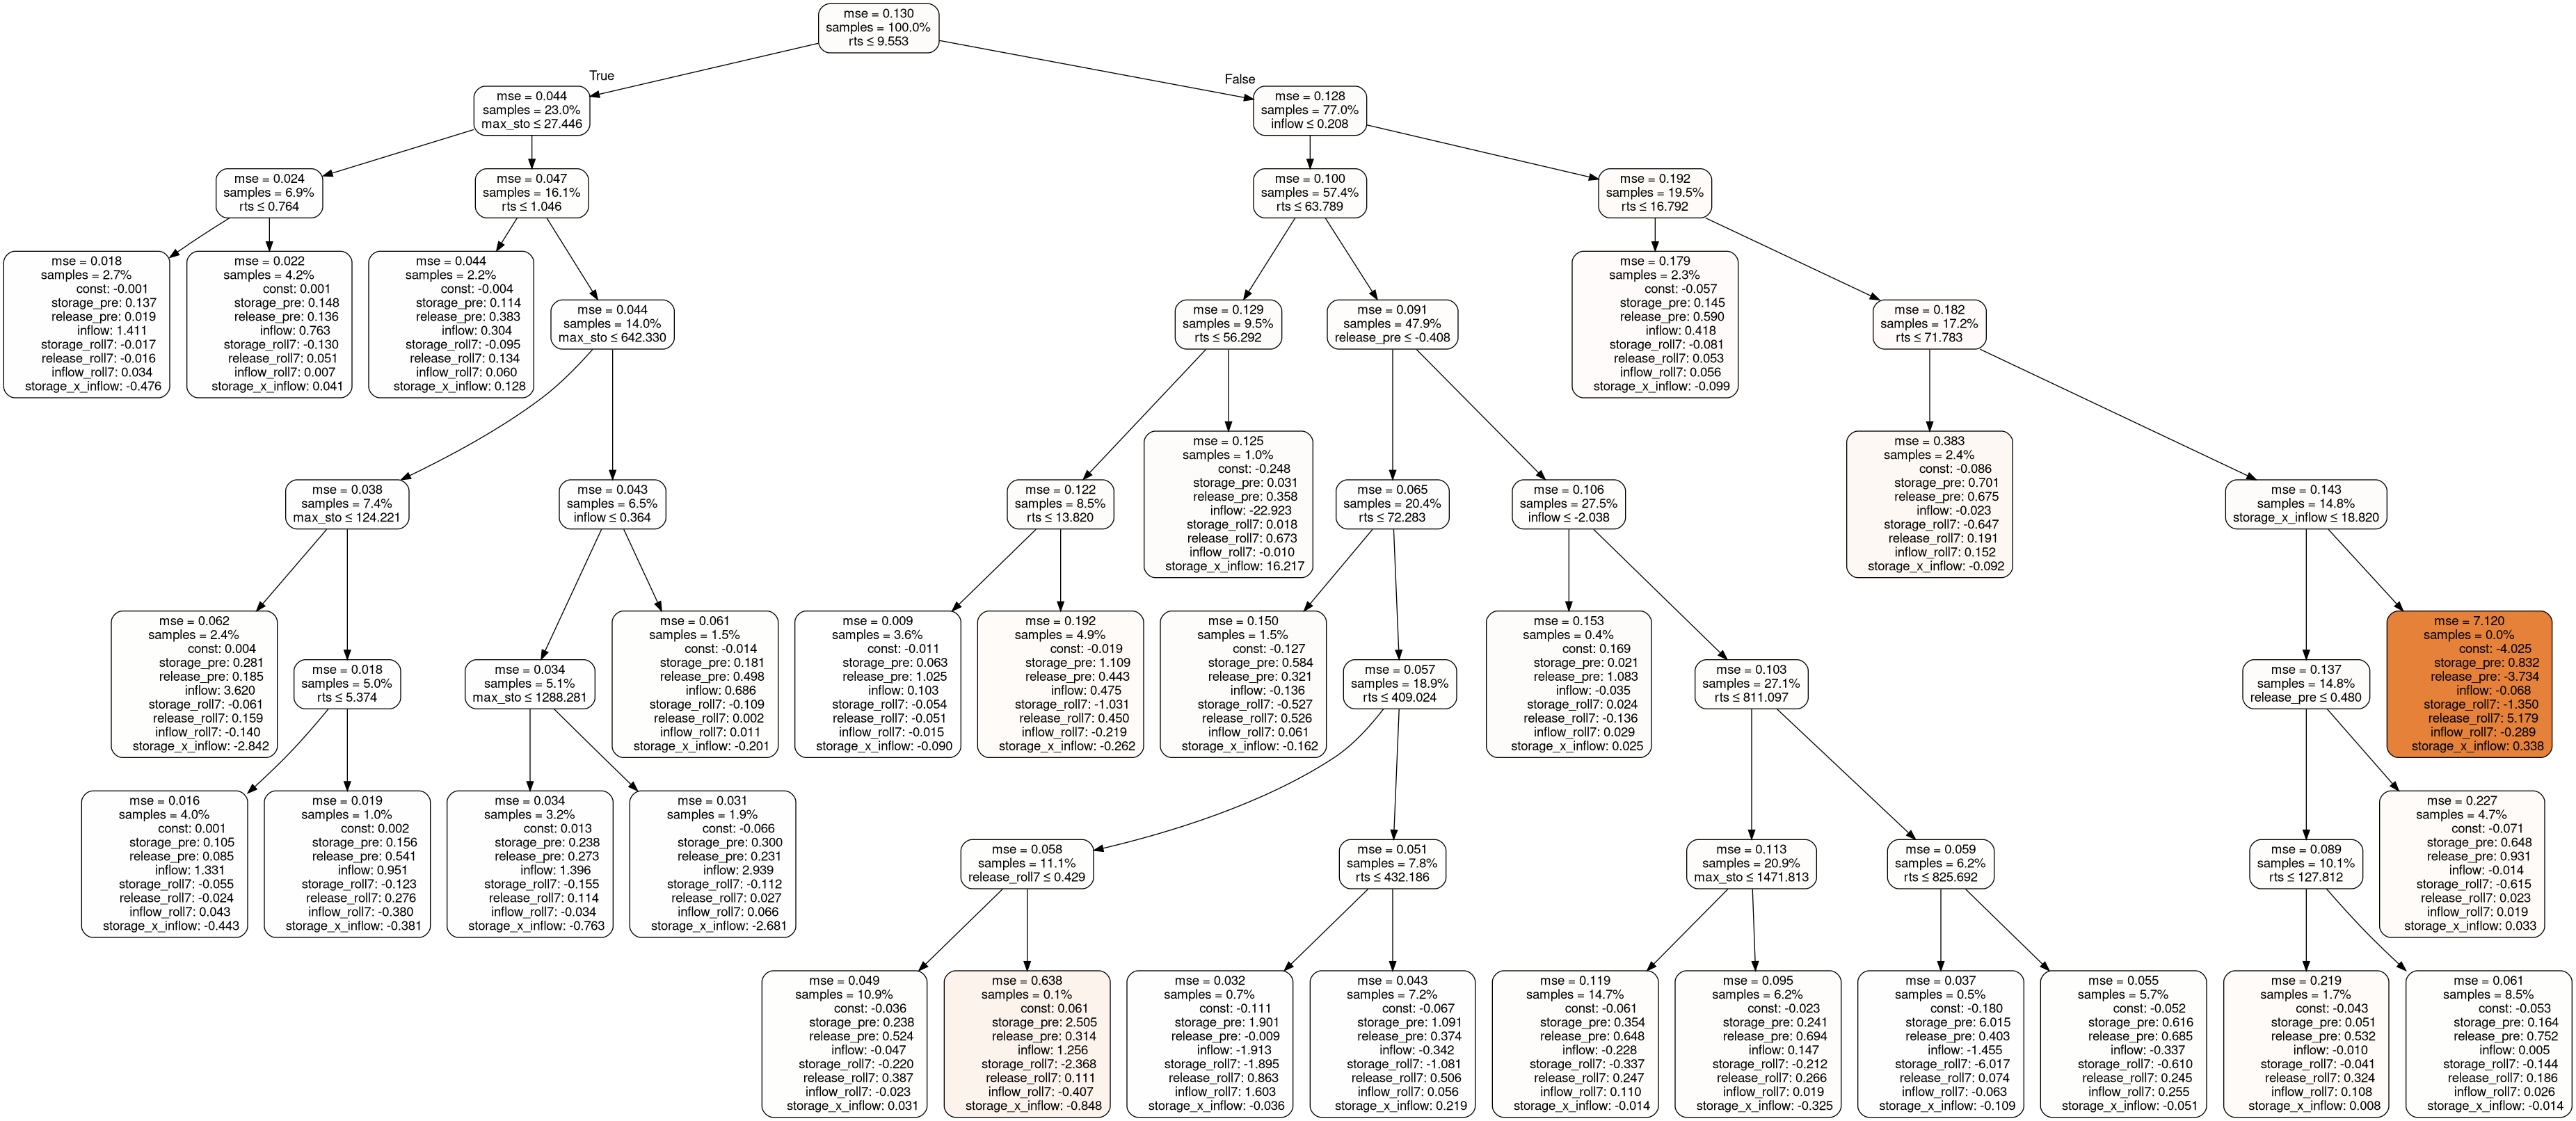 mse = 0.130
samples = 100.0%
rts ≤ 9.553
True
False
mse = 0.044
samples = 23.0%
max_sto ≤ 27.446
mse = 0.128
samples = 77.0%
inflow ≤ 0.208
mse = 0.024
samples = 6.9%
rts ≤ 0.764
mse = 0.047
samples = 16.1%
rts ≤ 1.046
mse = 0.100
samples = 57.4%
rts ≤ 63.789
mse = 0.192
samples = 19.5%
rts ≤ 16.792
mse = 0.018
samples = 2.7%
const: -0.001
storage_pre: 0.137
release_pre: 0.019
inflow: 1.411
storage_roll7: -0.017
release_roll7: -0.016
inflow_roll7: 0.034
storage_x_inflow: -0.476
mse = 0.022
samples = 4.2%
const: 0.001
storage_pre: 0.148
release_pre: 0.136
inflow: 0.763
storage_roll7: -0.130
release_roll7: 0.051
inflow_roll7: 0.007
storage_x_inflow: 0.041
mse = 0.044
samples = 2.2%
const: -0.004
storage_pre: 0.114
release_pre: 0.383
inflow: 0.304
storage_roll7: -0.095
release_roll7: 0.134
inflow_roll7: 0.060
storage_x_inflow: 0.128
mse = 0.044
samples = 14.0%
max_sto ≤ 642.330
mse = 0.129
samples = 9.5%
rts ≤ 56.292
mse = 0.091
samples = 47.9%
release_pre ≤ -0.408
mse = 0.179
samples = 2.3%
const: -0.057
storage_pre: 0.145
release_pre: 0.590
inflow: 0.418
storage_roll7: -0.081
release_roll7: 0.053
inflow_roll7: 0.056
storage_x_inflow: -0.099
mse = 0.182
samples = 17.2%
rts ≤ 71.783
mse = 0.038
samples = 7.4%
max_sto ≤ 124.221
mse = 0.043
samples = 6.5%
inflow ≤ 0.364
mse = 0.122
samples = 8.5%
rts ≤ 13.820
mse = 0.125
samples = 1.0%
const: -0.248
storage_pre: 0.031
release_pre: 0.358
inflow: -22.923
storage_roll7: 0.018
release_roll7: 0.673
inflow_roll7: -0.010
storage_x_inflow: 16.217
mse = 0.065
samples = 20.4%
rts ≤ 72.283
mse = 0.106
samples = 27.5%
inflow ≤ -2.038
mse = 0.383
samples = 2.4%
const: -0.086
storage_pre: 0.701
release_pre: 0.675
inflow: -0.023
storage_roll7: -0.647
release_roll7: 0.191
inflow_roll7: 0.152
storage_x_inflow: -0.092
mse = 0.143
samples = 14.8%
storage_x_inflow ≤ 18.820
mse = 0.062
samples = 2.4%
const: 0.004
storage_pre: 0.281
release_pre: 0.185
inflow: 3.620
storage_roll7: -0.061
release_roll7: 0.159
inflow_roll7: -0.140
storage_x_inflow: -2.842
mse = 0.018
samples = 5.0%
rts ≤ 5.374
mse = 0.034
samples = 5.1%
max_sto ≤ 1288.281
mse = 0.061
samples = 1.5%
const: -0.014
storage_pre: 0.181
release_pre: 0.498
inflow: 0.686
storage_roll7: -0.109
release_roll7: 0.002
inflow_roll7: 0.011
storage_x_inflow: -0.201
mse = 0.009
samples = 3.6%
const: -0.011
storage_pre: 0.063
release_pre: 1.025
inflow: 0.103
storage_roll7: -0.054
release_roll7: -0.051
inflow_roll7: -0.015
storage_x_inflow: -0.090
mse = 0.192
samples = 4.9%
const: -0.019
storage_pre: 1.109
release_pre: 0.443
inflow: 0.475
storage_roll7: -1.031
release_roll7: 0.450
inflow_roll7: -0.219
storage_x_inflow: -0.262
mse = 0.150
samples = 1.5%
const: -0.127
storage_pre: 0.584
release_pre: 0.321
inflow: -0.136
storage_roll7: -0.527
release_roll7: 0.526
inflow_roll7: 0.061
storage_x_inflow: -0.162
mse = 0.057
samples = 18.9%
rts ≤ 409.024
mse = 0.153
samples = 0.4%
const: 0.169
storage_pre: 0.021
release_pre: 1.083
inflow: -0.035
storage_roll7: 0.024
release_roll7: -0.136
inflow_roll7: 0.029
storage_x_inflow: 0.025
mse = 0.103
samples = 27.1%
rts ≤ 811.097
mse = 0.137
samples = 14.8%
release_pre ≤ 0.480
mse = 7.120
samples = 0.0%
const: -4.025
storage_pre: 0.832
release_pre: -3.734
inflow: -0.068
storage_roll7: -1.350
release_roll7: 5.179
inflow_roll7: -0.289
storage_x_inflow: 0.338
mse = 0.016
samples = 4.0%
const: 0.001
storage_pre: 0.105
release_pre: 0.085
inflow: 1.331
storage_roll7: -0.055
release_roll7: -0.024
inflow_roll7: 0.043
storage_x_inflow: -0.443
mse = 0.019
samples = 1.0%
const: 0.002
storage_pre: 0.156
release_pre: 0.541
inflow: 0.951
storage_roll7: -0.123
release_roll7: 0.276
inflow_roll7: -0.380
storage_x_inflow: -0.381
mse = 0.034
samples = 3.2%
const: 0.013
storage_pre: 0.238
release_pre: 0.273
inflow: 1.396
storage_roll7: -0.155
release_roll7: 0.114
inflow_roll7: -0.034
storage_x_inflow: -0.763
mse = 0.031
samples = 1.9%
const: -0.066
storage_pre: 0.300
release_pre: 0.231
inflow: 2.939
storage_roll7: -0.112
release_roll7: 0.027
inflow_roll7: 0.066
storage_x_inflow: -2.681
mse = 0.058
samples = 11.1%
release_roll7 ≤ 0.429
mse = 0.051
samples = 7.8%
rts ≤ 432.186
mse = 0.113
samples = 20.9%
max_sto ≤ 1471.813
mse = 0.059
samples = 6.2%
rts ≤ 825.692
mse = 0.089
samples = 10.1%
rts ≤ 127.812
mse = 0.227
samples = 4.7%
const: -0.071
storage_pre: 0.648
release_pre: 0.931
inflow: -0.014
storage_roll7: -0.615
release_roll7: 0.023
inflow_roll7: 0.019
storage_x_inflow: 0.033
mse = 0.049
samples = 10.9%
const: -0.036
storage_pre: 0.238
release_pre: 0.524
inflow: -0.047
storage_roll7: -0.220
release_roll7: 0.387
inflow_roll7: -0.023
storage_x_inflow: 0.031
mse = 0.638
samples = 0.1%
const: 0.061
storage_pre: 2.505
release_pre: 0.314
inflow: 1.256
storage_roll7: -2.368
release_roll7: 0.111
inflow_roll7: -0.407
storage_x_inflow: -0.848
mse = 0.032
samples = 0.7%
const: -0.111
storage_pre: 1.901
release_pre: -0.009
inflow: -1.913
storage_roll7: -1.895
release_roll7: 0.863
inflow_roll7: 1.603
storage_x_inflow: -0.036
mse = 0.043
samples = 7.2%
const: -0.067
storage_pre: 1.091
release_pre: 0.374
inflow: -0.342
storage_roll7: -1.081
release_roll7: 0.506
inflow_roll7: 0.056
storage_x_inflow: 0.219
mse = 0.119
samples = 14.7%
const: -0.061
storage_pre: 0.354
release_pre: 0.648
inflow: -0.228
storage_roll7: -0.337
release_roll7: 0.247
inflow_roll7: 0.110
storage_x_inflow: -0.014
mse = 0.095
samples = 6.2%
const: -0.023
storage_pre: 0.241
release_pre: 0.694
inflow: 0.147
storage_roll7: -0.212
release_roll7: 0.266
inflow_roll7: 0.019
storage_x_inflow: -0.325
mse = 0.037
samples = 0.5%
const: -0.180
storage_pre: 6.015
release_pre: 0.403
inflow: -1.455
storage_roll7: -6.017
release_roll7: 0.074
inflow_roll7: -0.063
storage_x_inflow: -0.109
mse = 0.055
samples = 5.7%
const: -0.052
storage_pre: 0.616
release_pre: 0.685
inflow: -0.337
storage_roll7: -0.610
release_roll7: 0.245
inflow_roll7: 0.255
storage_x_inflow: -0.051
mse = 0.219
samples = 1.7%
const: -0.043
storage_pre: 0.051
release_pre: 0.532
inflow: -0.010
storage_roll7: -0.041
release_roll7: 0.324
inflow_roll7: 0.108
storage_x_inflow: 0.008
mse = 0.061
samples = 8.5%
const: -0.053
storage_pre: 0.164
release_pre: 0.752
inflow: 0.005
storage_roll7: -0.144
release_roll7: 0.186
inflow_roll7: 0.026
storage_x_inflow: -0.014